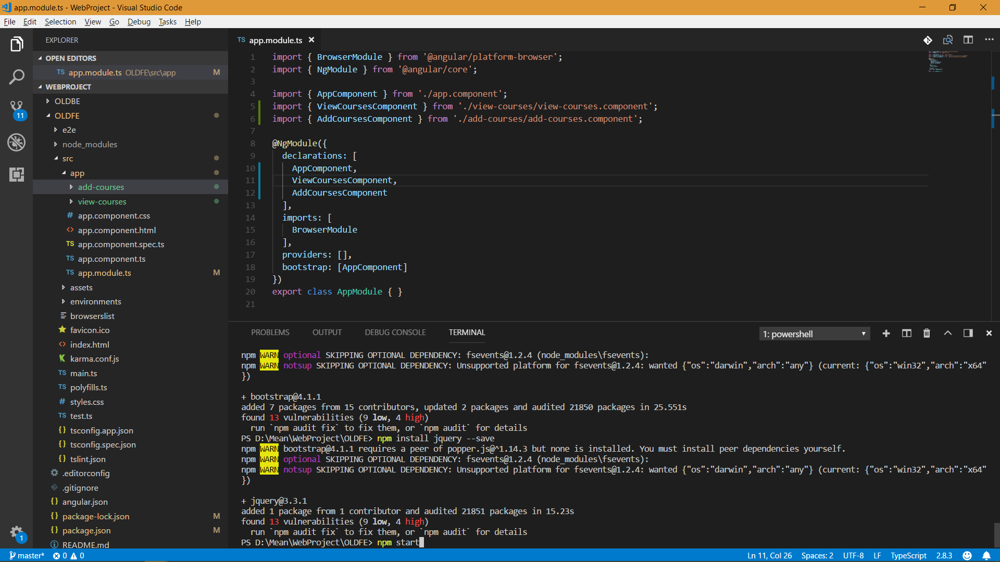 app.module.ts - WebProject - Visual Studio Code
File Edit Selection View Go Debug Tasks Help
EXPLORER
OPEN EDITORS
TS app.module.ts OLDFE\src\app M
WEBPROJECT
OLDBE
OLDFE
e2e
node_modules
src
app
add-courses
view-courses
# app.component.css
<> app.component.html
TS app.component.spec.ts
TS app.component.ts
TS app.module.ts M
assets
environments
browserslist
favicon.ico
<> index.html
K karma.conf.js
TS main.ts
TS polyfills.ts
# styles.css
TS test.ts
{} tsconfig.app.json
{} tsconfig.spec.json
{} tslint.json
.editorconfig
.gitignore
{} angular.json
{} package-lock.json M
{} package.json M
README.md
11
1
TS app.module.ts
1 import { BrowserModule } from '@angular/platform-browser';
2 import { NgModule } from '@angular/core';
3
4 import { AppComponent } from './app.component';
5 import { ViewCoursesComponent } from './view-courses/view-courses.component';
6 import { AddCoursesComponent } from './add-courses/add-courses.component';
7
8 @NgModule({
9 declarations: [
10 AppComponent,
11 ViewCoursesComponent,
12 AddCoursesComponent
13 ],
14 imports: [
15 BrowserModule
16 ],
17 providers: [],
18 bootstrap: [AppComponent]
19 })
20 export class AppModule { }
21
PROBLEMS OUTPUT DEBUG CONSOLE TERMINAL 1: powershell
npm WARN optional SKIPPING OPTIONAL DEPENDENCY: fsevents@1.2.4 (node_modules\fsevents):
npm WARN notsup SKIPPING OPTIONAL DEPENDENCY: Unsupported platform for fsevents@1.2.4: wanted {"os":"darwin","arch":"any"} (current: {"os":"win32","arch":"x64"
})
+ bootstrap@4.1.1
added 7 packages from 15 contributors, updated 2 packages and audited 21850 packages in 25.551s
found 13 vulnerabilities (9 low, 4 high)
run `npm audit fix` to fix them, or `npm audit` for details
PS D:\Mean\WebProject\OLDFE> npm install jquery --save
npm WARN bootstrap@4.1.1 requires a peer of popper.js@^1.14.3 but none is installed. You must install peer dependencies yourself.
npm WARN optional SKIPPING OPTIONAL DEPENDENCY: fsevents@1.2.4 (node_modules\fsevents):
npm WARN notsup SKIPPING OPTIONAL DEPENDENCY: Unsupported platform for fsevents@1.2.4: wanted {"os":"darwin","arch":"any"} (current: {"os":"win32","arch":"x64"
})
+ jquery@3.3.1
added 1 package from 1 contributor and audited 21851 packages in 15.23s
found 13 vulnerabilities (9 low, 4 high)
run `npm audit fix` to fix them, or `npm audit` for details
PS D:\Mean\WebProject\OLDFE> npm start
master* 0 0 Ln 11, Col 26 Spaces: 2 UTF-8 LF TypeScript 2.8.3